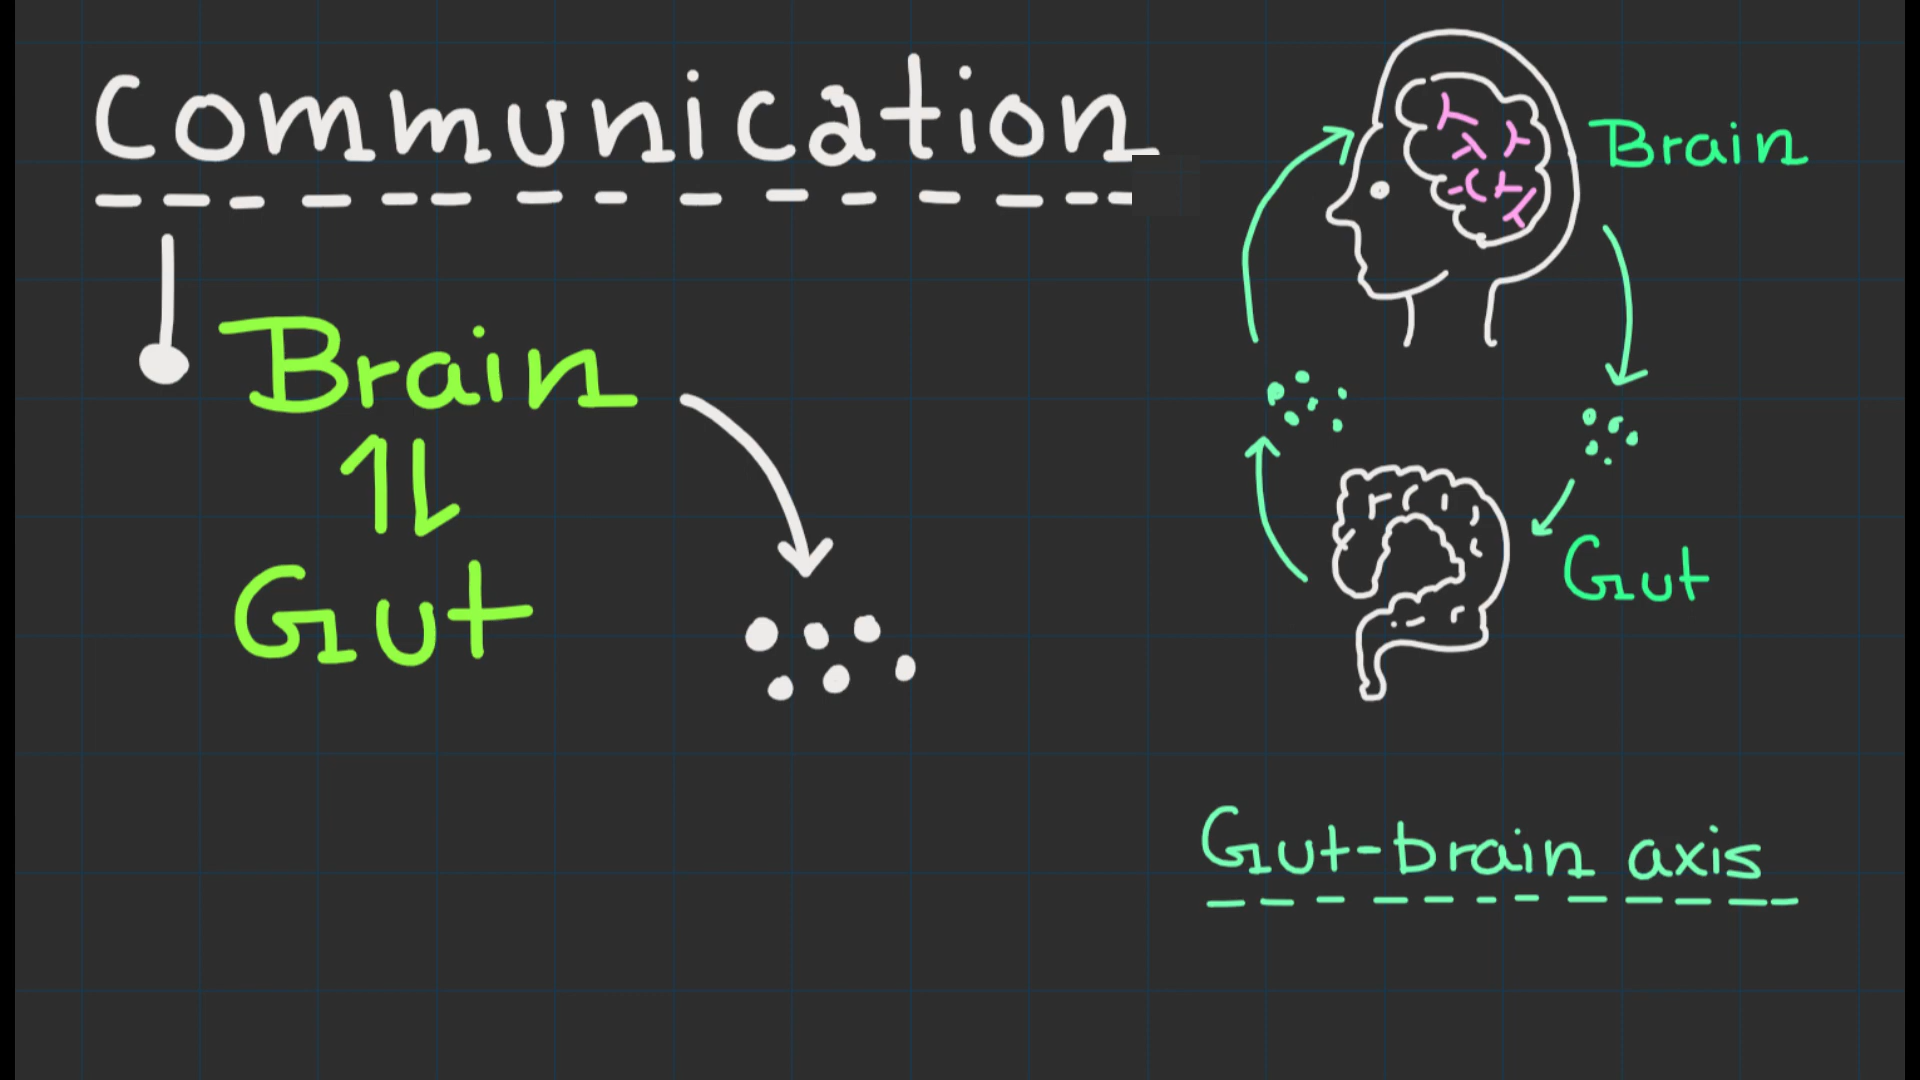 Communication
Brain
Gut
Brain
Gut
Gut-brain axis